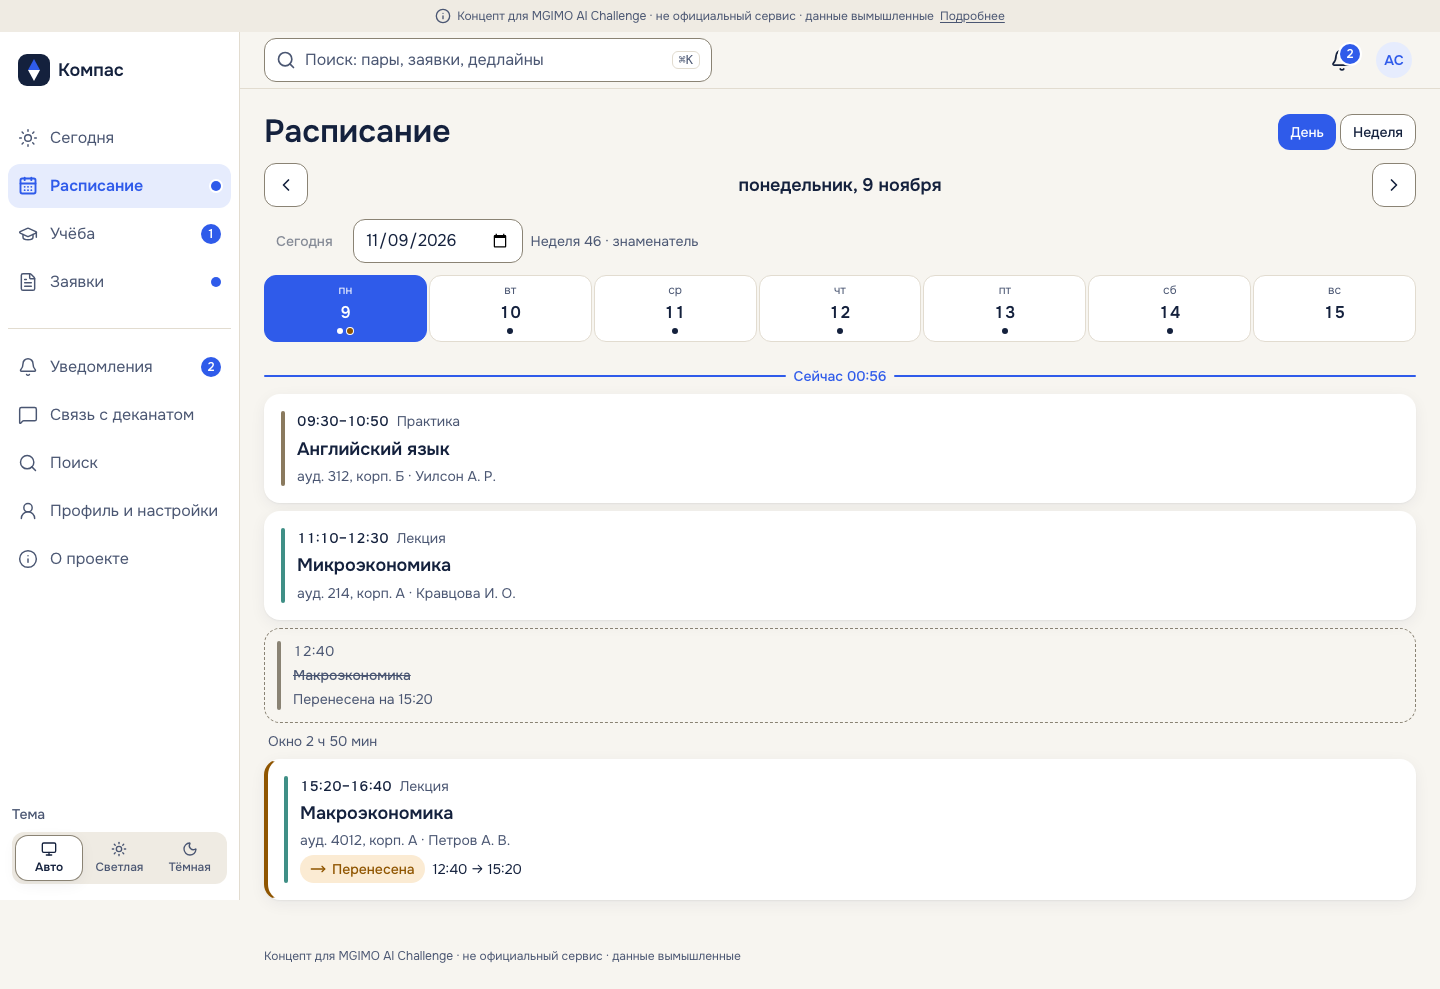 Концепт для MGIMO AI Challenge · не официальный сервис · данные вымышленные Подробнее
Компас
Поиск: пары, заявки, дедлайны
⌘K
2
АС
Сегодня
Расписание
Учёба 1
Заявки
Уведомления 2
Связь с деканатом
Поиск
Профиль и настройки
О проекте
Тема
Авто
Светлая
Тёмная
Расписание
День
Неделя
понедельник, 9 ноября
Сегодня
11/09/2026
Неделя 46 · знаменатель
пн
9
вт
10
ср
11
чт
12
пт
13
сб
14
вс
15
Сейчас 00:56
09:30–10:50 Практика
Английский язык
ауд. 312, корп. Б · Уилсон А. Р.
11:10–12:30 Лекция
Микроэкономика
ауд. 214, корп. А · Кравцова И. О.
12:40
Макроэкономика
Перенесена на 15:20
Окно 2 ч 50 мин
15:20–16:40 Лекция
Макроэкономика
ауд. 4012, корп. А · Петров А. В.
→ Перенесена 12:40 → 15:20
Концепт для MGIMO AI Challenge · не официальный сервис · данные вымышленные